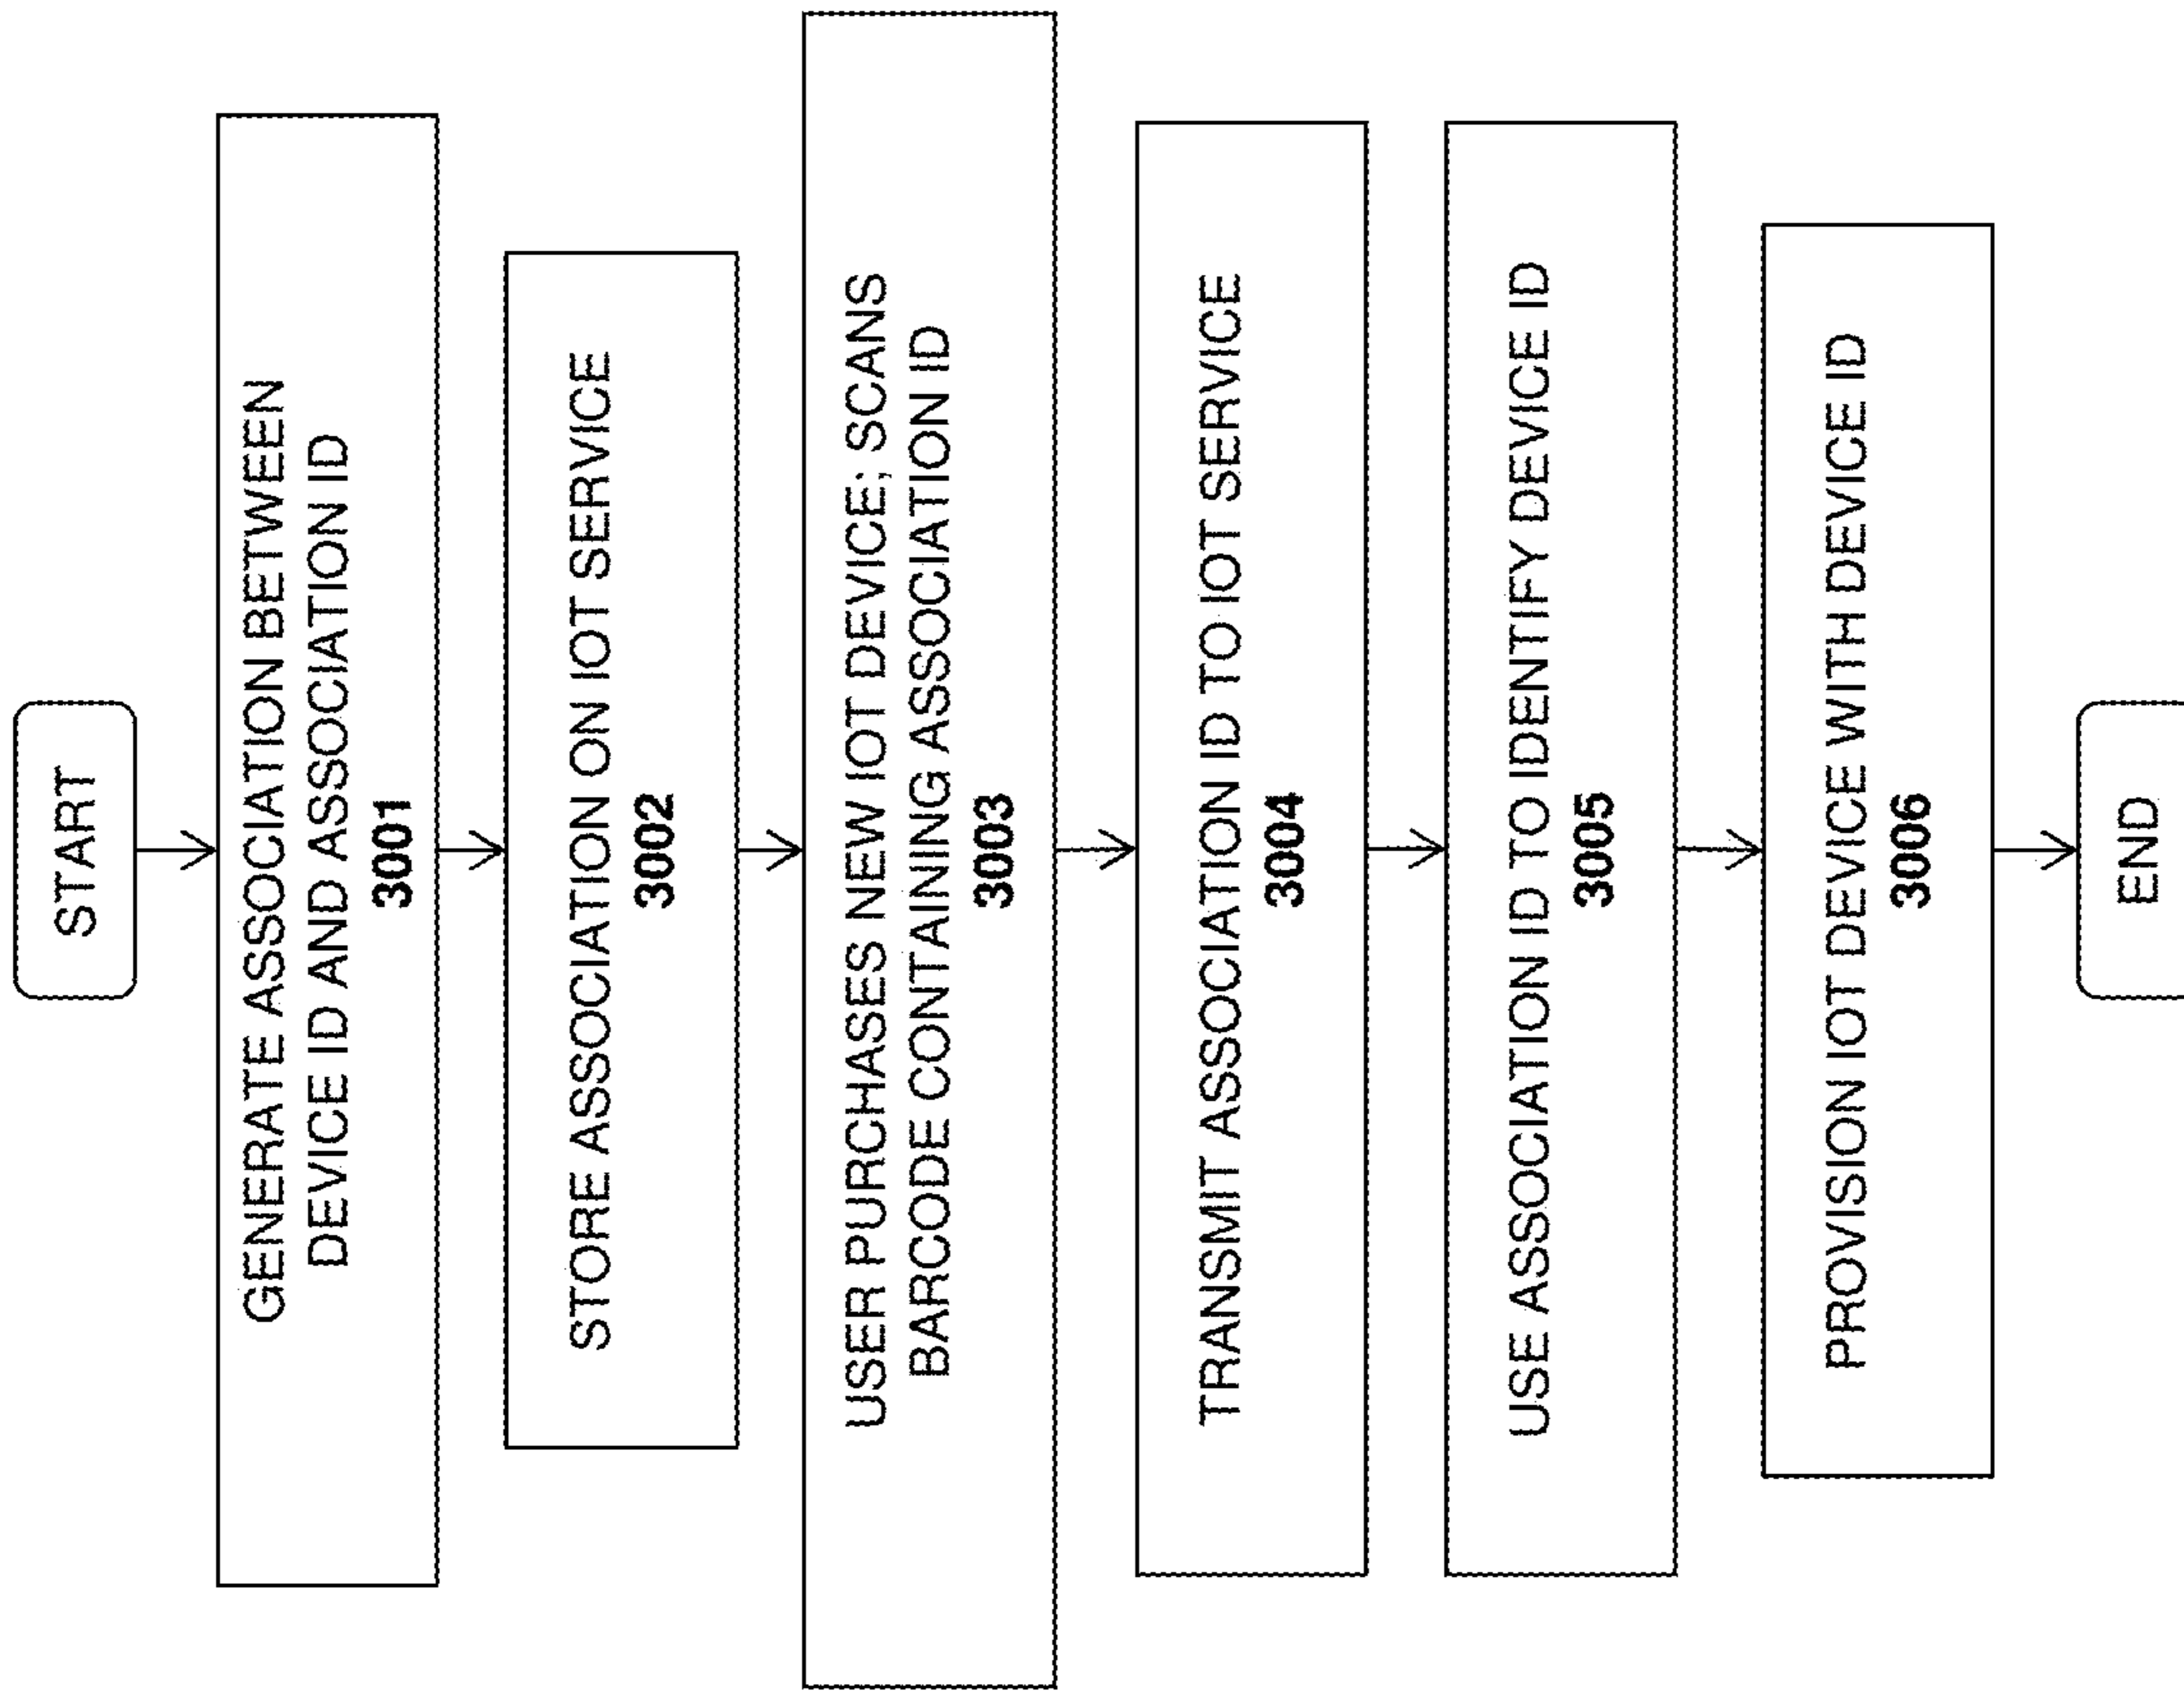 START
GENERATE ASSOCIATION BETWEEN
DEVICE ID AND ASSOCIATION ID
3001
STORE ASSOCIATION ON IOT SERVICE
3002
USER PURCHASES NEW IOT DEVICE; SCANS
BARCODE CONTAINING ASSOCIATION ID
3003
TRANSMIT ASSOCIATION ID TO IOT SERVICE
3004
USE ASSOCIATION ID TO IDENTIFY DEVICE ID
3005
PROVISION IOT DEVICE WITH DEVICE ID
3006
END